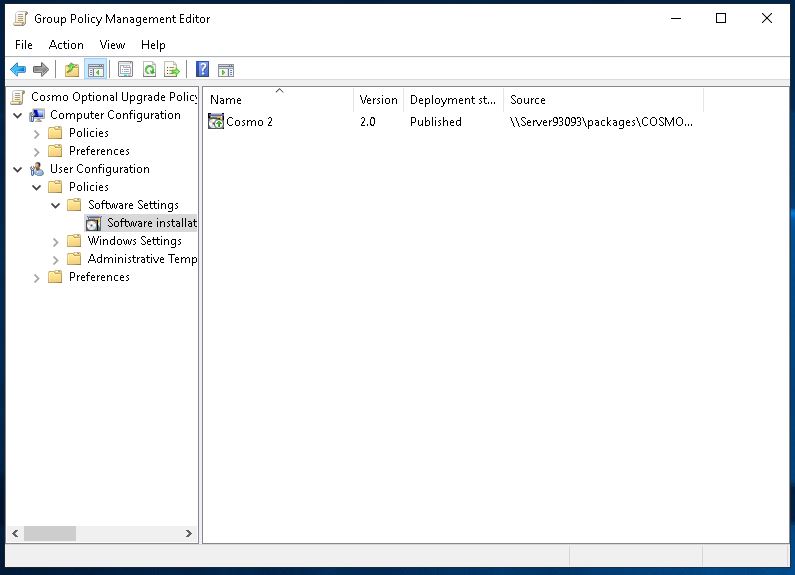 Group Policy Management Editor
File Action View Help
Cosmo Optional Upgrade Policy
Computer Configuration
Policies
Preferences
User Configuration
Policies
Software Settings
Software installat
Windows Settings
Administrative Temp
Preferences
Name Version Deployment st... Source
Cosmo 2 2.0 Published \\Server93093\packages\COSMO...